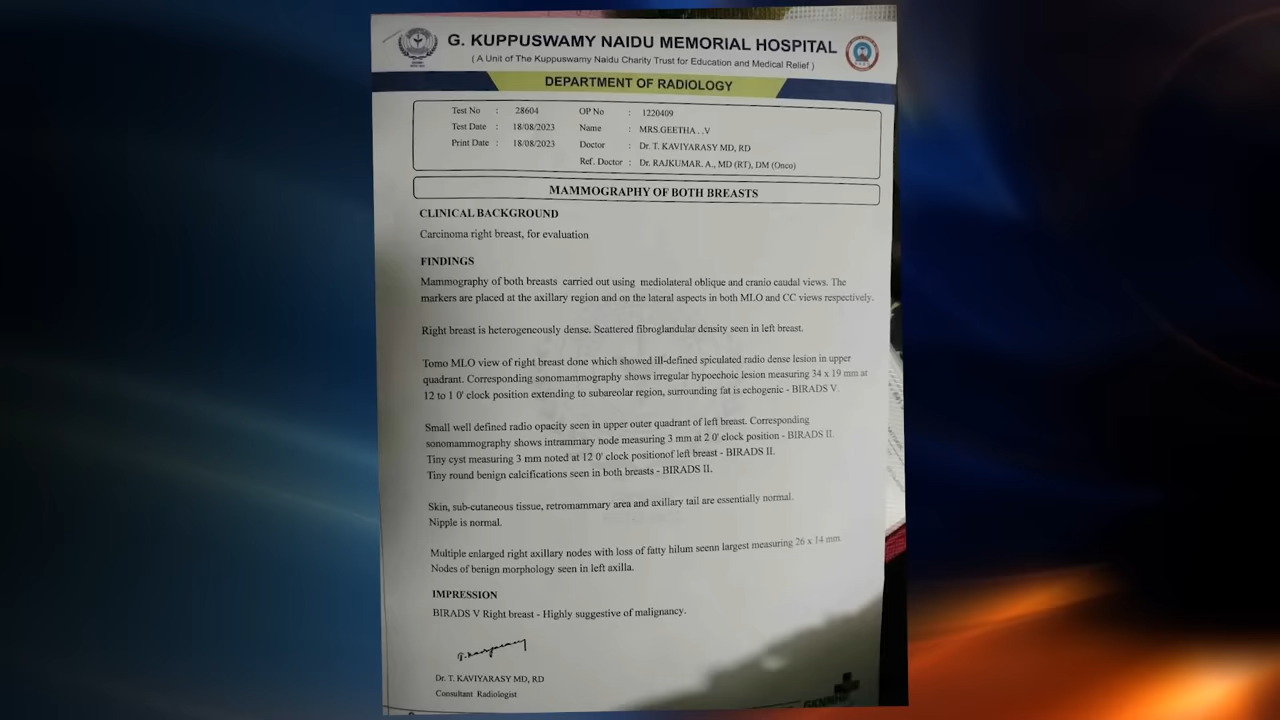 G. KUPPUSWAMY NAIDU MEMORIAL HOSPITAL
( A Unit of The Kuppuswamy Naidu Charity Trust for Education and Medical Relief )
DEPARTMENT OF RADIOLOGY
Test No : 28604 OP No : 1220409
Test Date : 18/08/2023 Name : MRS.GEETHA . .V
Print Date : 18/08/2023 Doctor : Dr. T. KAVIYARASY MD, RD
Ref. Doctor : Dr. RAJKUMAR. A., MD (RT), DM (Onco)
MAMMOGRAPHY OF BOTH BREASTS
CLINICAL BACKGROUND
Carcinoma right breast, for evaluation
FINDINGS
Mammography of both breasts carried out using mediolateral oblique and cranio caudal views. The
markers are placed at the axillary region and on the lateral aspects in both MLO and CC views respectively.
Right breast is heterogeneously dense. Scattered fibroglandular density seen in left breast.
Tomo MLO view of right breast done which showed ill-defined spiculated radio dense lesion in upper
quadrant. Corresponding sonomammography shows irregular hypoechoic lesion measuring 34 x 19 mm at
12 to 1 0' clock position extending to subareolar region, surrounding fat is echogenic - BIRADS V.
Small well defined radio opacity seen in upper outer quadrant of left breast. Corresponding
sonomammography shows intrammary node measuring 3 mm at 2 0' clock position - BIRADS II.
Tiny cyst measuring 3 mm noted at 12 0' clock positionof left breast - BIRADS II.
Tiny round benign calcifications seen in both breasts - BIRADS II.
Skin, sub-cutaneous tissue, retromammary area and axillary tail are essentially normal.
Nipple is normal.
Multiple enlarged right axillary nodes with loss of fatty hilum seenn largest measuring 26 x 14 mm.
Nodes of benign morphology seen in left axilla.
IMPRESSION
BIRADS V Right breast - Highly suggestive of malignancy.
Dr. T. KAVIYARASY MD, RD
Consultant Radiologist